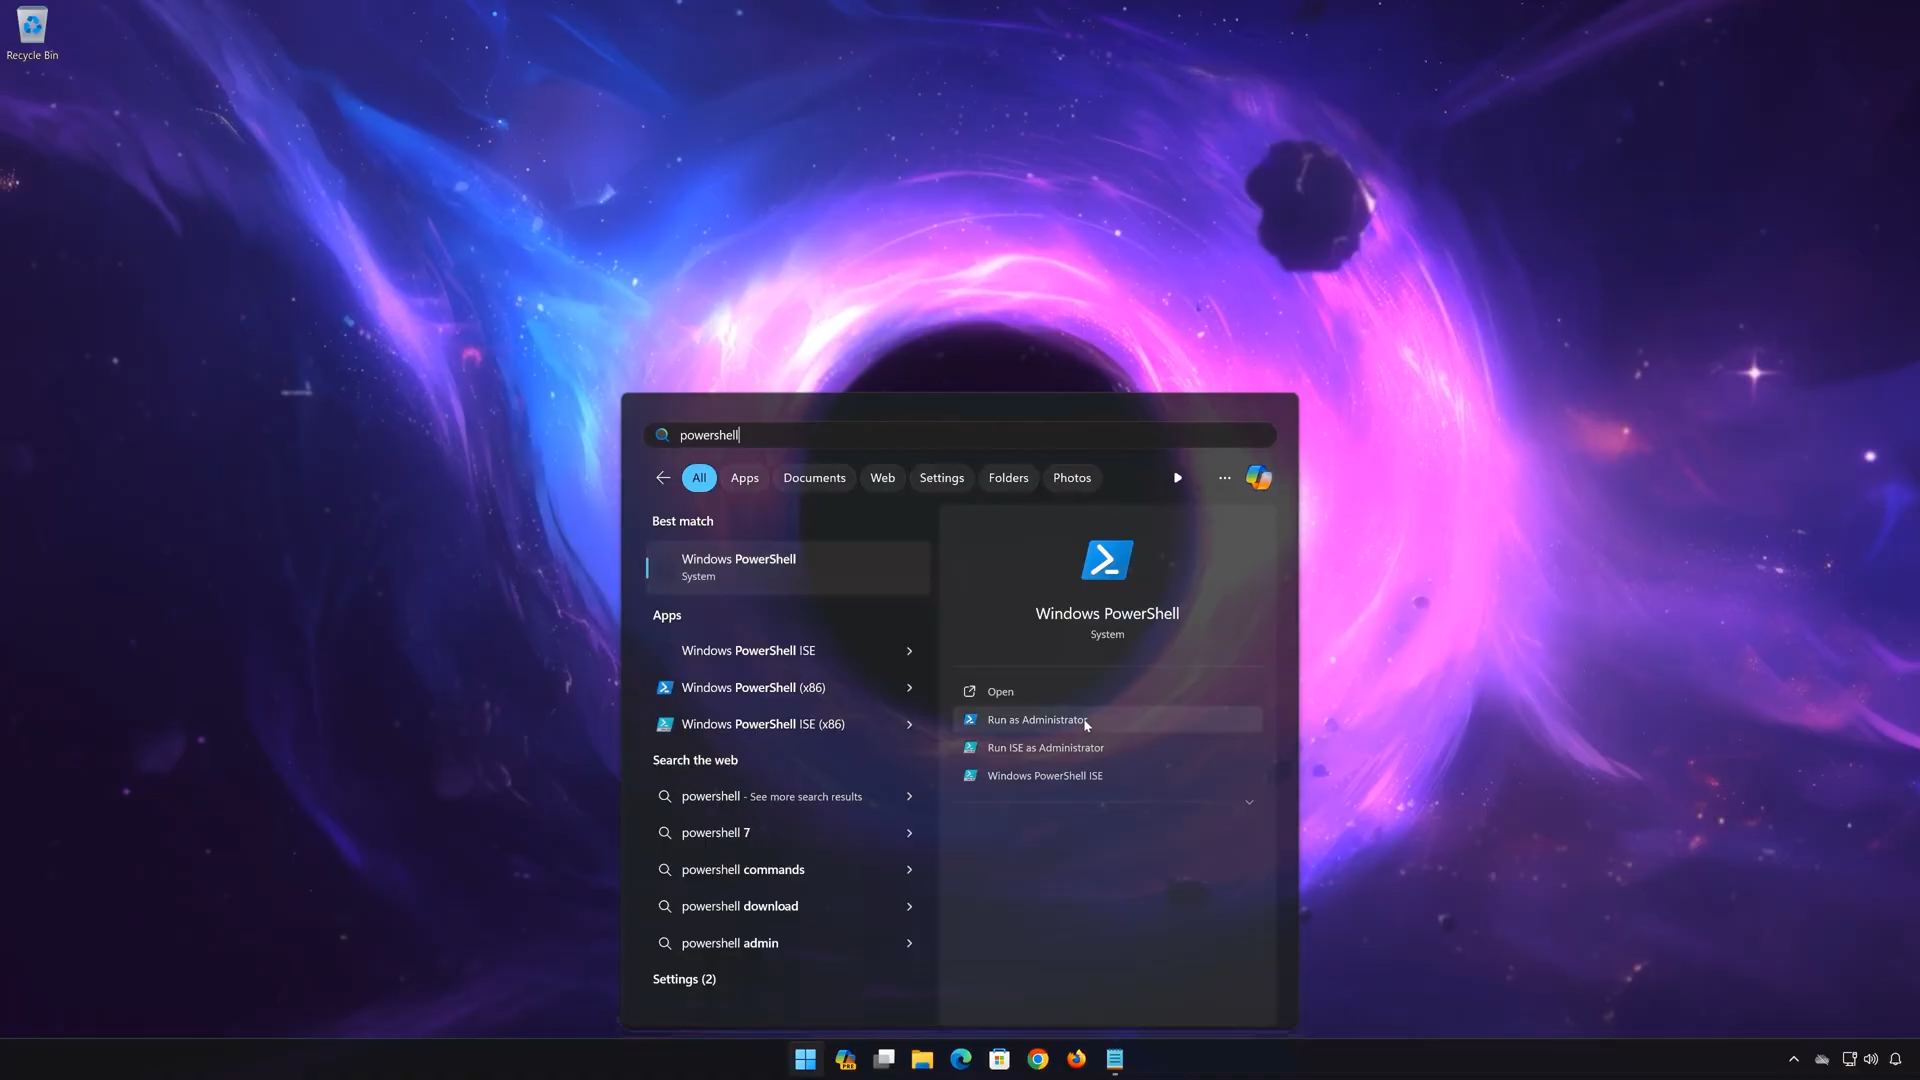 Recycle Bin
powershell
All Apps Documents Web Settings Folders Photos
Best match
Windows PowerShell
System
Apps
Windows PowerShell ISE
Windows PowerShell (x86)
Windows PowerShell ISE (x86)
Search the web
powershell - See more search results
powershell 7
powershell commands
powershell download
powershell admin
Settings (2)
Windows PowerShell
System
Open
Run as Administrator
Run ISE as Administrator
Windows PowerShell ISE
PRE